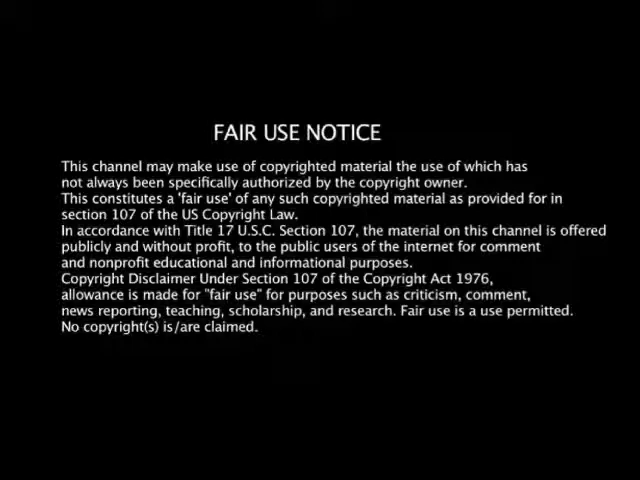 FAIR USE NOTICE
This channel may make use of copyrighted material the use of which has
not always been specifically authorized by the copyright owner.
This constitutes a 'fair use' of any such copyrighted material as provided for in
section 107 of the US Copyright Law.
In accordance with Title 17 U.S.C. Section 107, the material on this channel is offered
publicly and without profit, to the public users of the internet for comment
and nonprofit educational and informational purposes.
Copyright Disclaimer Under Section 107 of the Copyright Act 1976,
allowance is made for "fair use" for purposes such as criticism, comment,
news reporting, teaching, scholarship, and research. Fair use is a use permitted.
No copyright(s) is/are claimed.